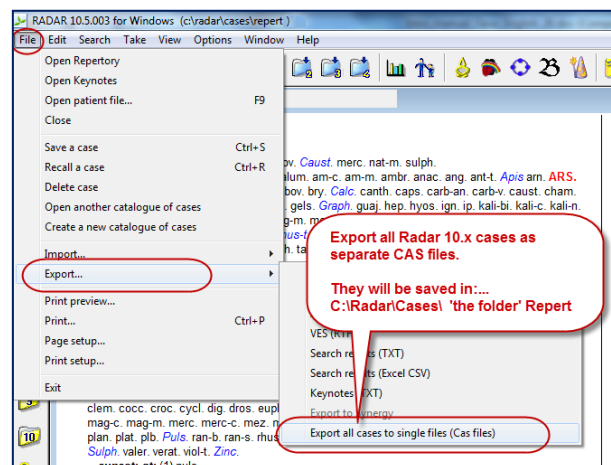 RADAR 10.5.003 for Windows (c:\radar\cases\repert )
File Edit Search Take View Options Window Help
Open Repertory
Open Keynotes
Open patient file... F9
Close
Save a case Ctrl+S
Recall a case Ctrl+R
Delete case
Open another catalogue of cases
Create a new catalogue of cases
Import...
Export...
Print preview...
Print... Ctrl+P
Page setup...
Print setup...
Exit
ov. Caust. merc. nat-m. sulph.
alum. am-c. am-m. ambr. anac. ang. ant-t. Apis arn. ARS.
bov. bry. Calc. canth. caps. carb-an. carb-v. caust. cham.
gels. Graph. guaj. hep. hyos. ign. ip. kali-bi. kali-c. kali-n.
Export all Radar 10.x cases as
separate CAS files.
They will be saved in:...
C:\Radar\Cases\ 'the folder' Repert
VES (RTF)
Search results (TXT)
Search results (Excel CSV)
Keynotes (TXT)
Export to Synergy
Export all cases to single files (Cas files)
10
clem. cocc. croc. cycl. dig. dros. eupl
mag-c. mag-m. merc. merc-c. mez. n
plan. plat. plb. Puls. ran-b. ran-s. rhus
Sulph. valer. verat. viol-t. Zinc.